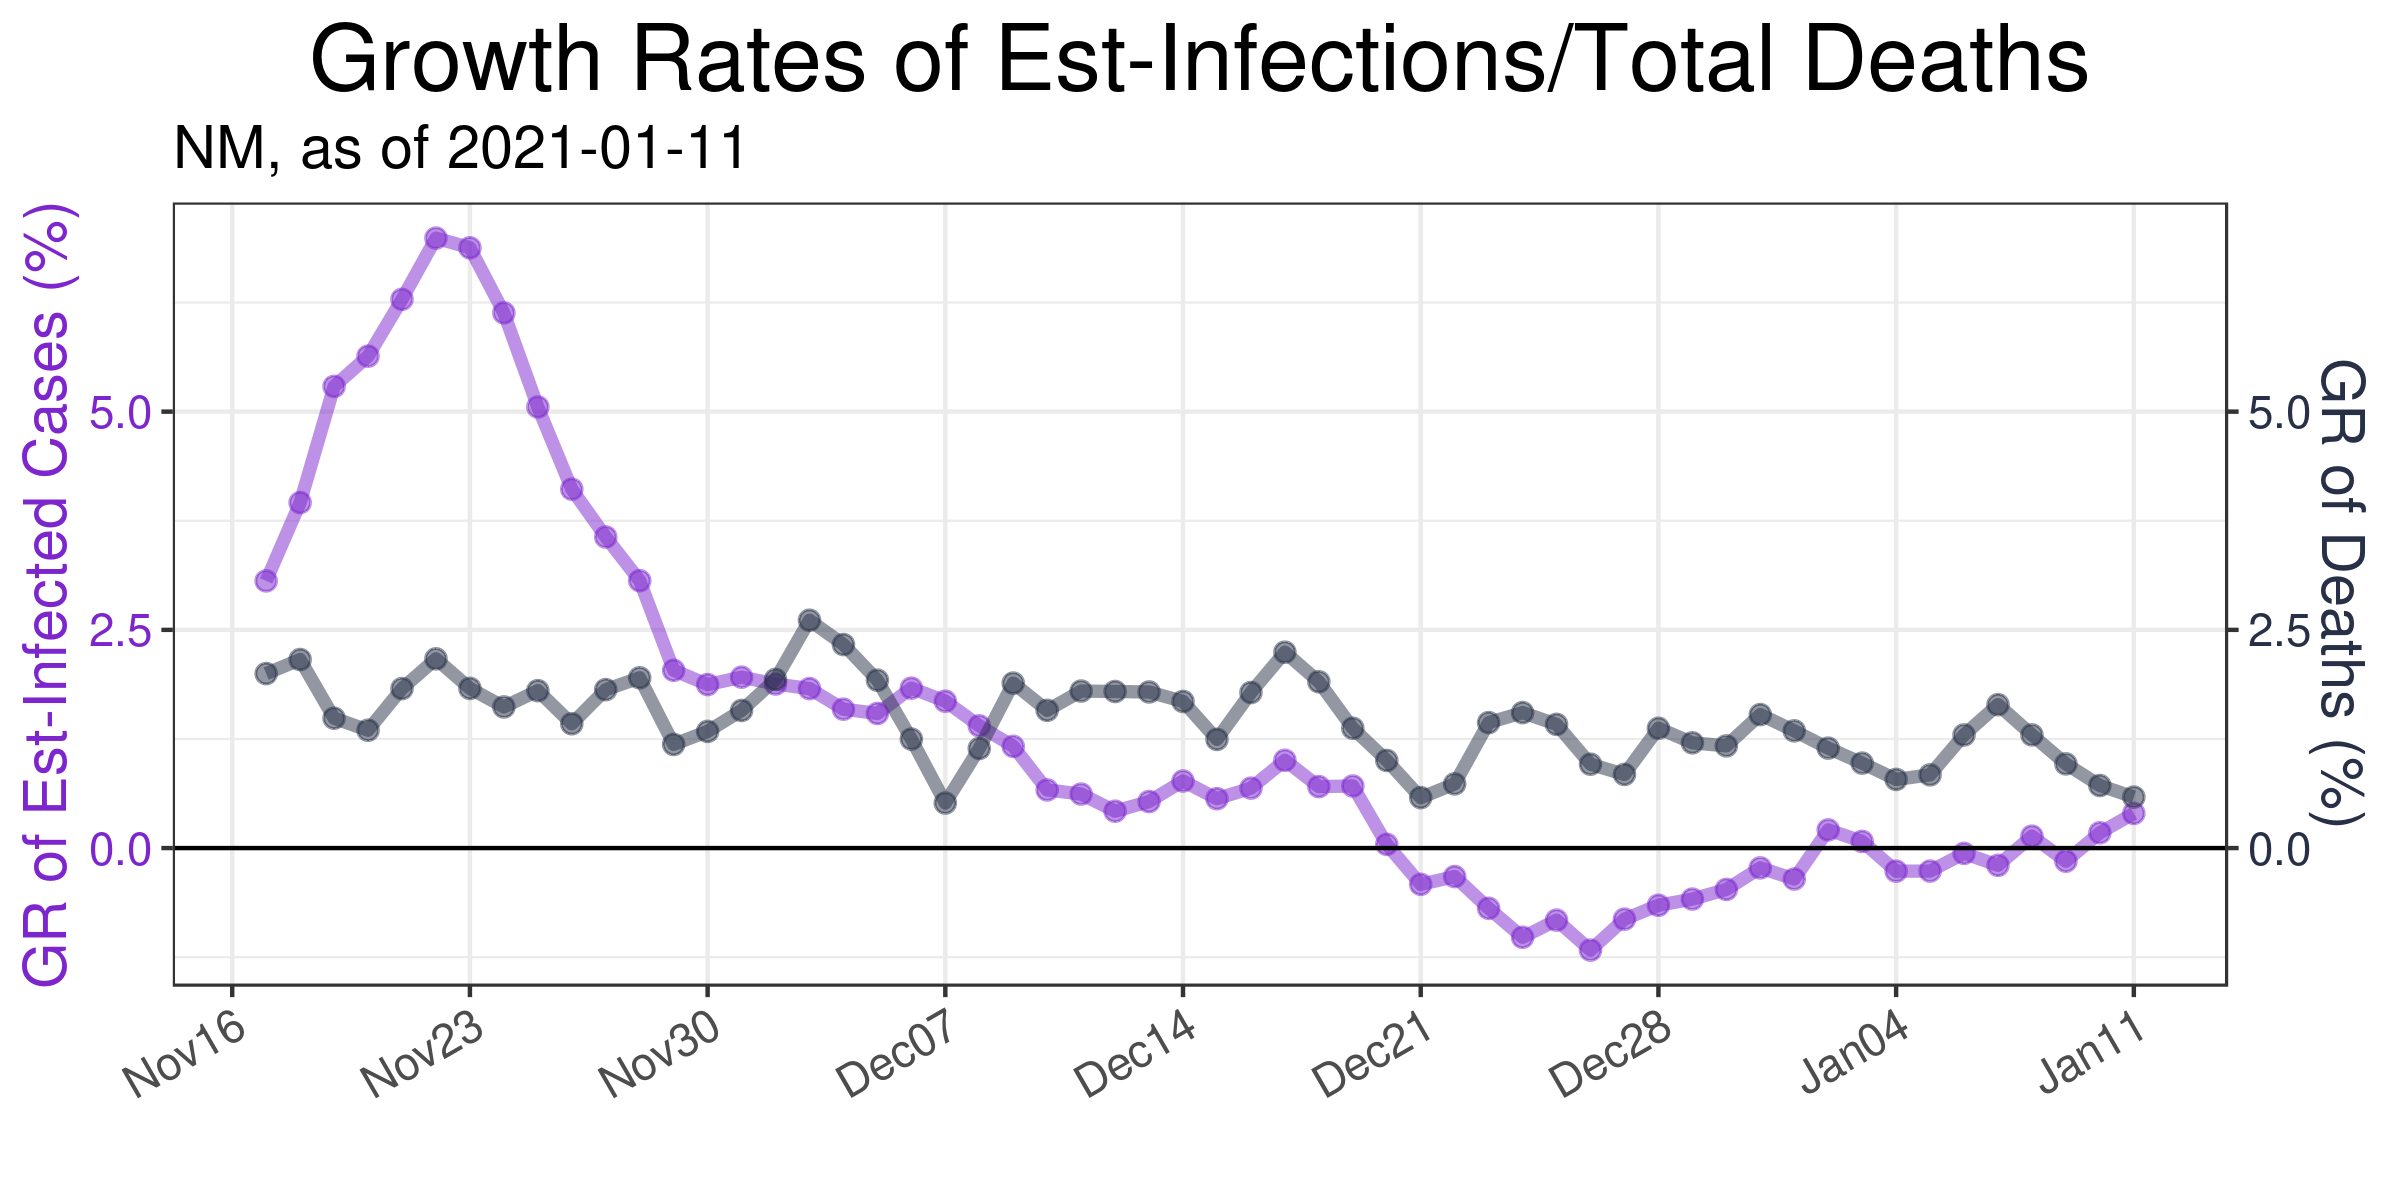 Growth Rates of Est-Infections/Total Deaths
NM, as of 2021-01-11
GR of Est-Infected Cases (%)
5.0
2.5
0.0
5.0
2.5
0.0
GR of Deaths (%)
Nov16
Nov23
Nov30
Dec07
Dec14
Dec21
Dec28
Jan04
Jan11